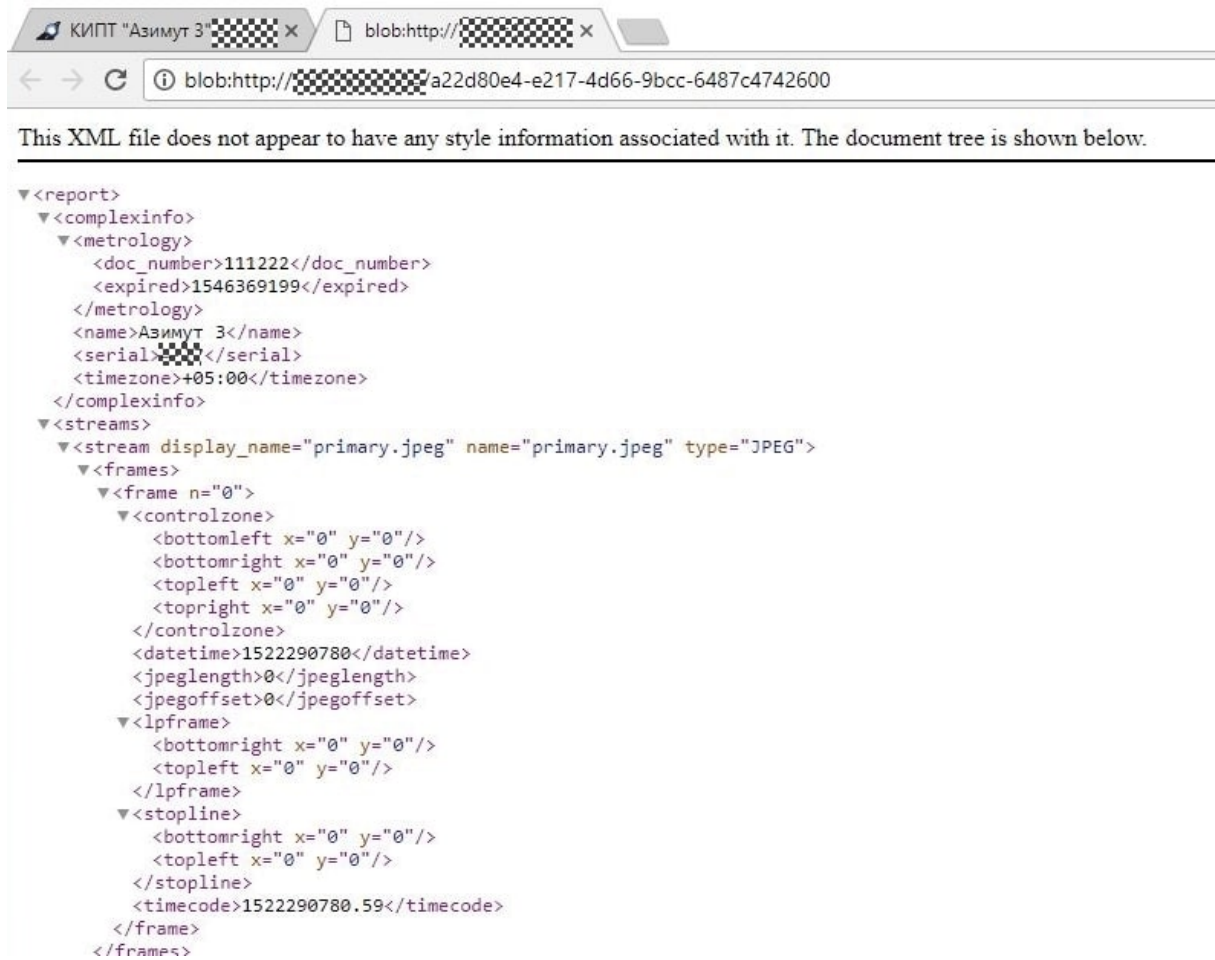 КИПТ "Азимут 3"
blob:http://
blob:http:// /a22d80e4-e217-4d66-9bcc-6487c4742600
This XML file does not appear to have any style information associated with it. The document tree is shown below.
▼<report>
▼<complexinfo>
▼<metrology>
<doc_number>111222</doc_number>
<expired>1546369199</expired>
</metrology>
<name>Азимут 3</name>
<serial></serial>
<timezone>+05:00</timezone>
</complexinfo>
▼<streams>
▼<stream display_name="primary.jpeg" name="primary.jpeg" type="JPEG">
▼<frames>
▼<frame n="0">
▼<controlzone>
<bottomleft x="0" y="0"/>
<bottomright x="0" y="0"/>
<topleft x="0" y="0"/>
<topright x="0" y="0"/>
</controlzone>
<datetime>1522290780</datetime>
<jpeglength>0</jpeglength>
<jpegoffset>0</jpegoffset>
▼<lpframe>
<bottomright x="0" y="0"/>
<topleft x="0" y="0"/>
</lpframe>
▼<stopline>
<bottomright x="0" y="0"/>
<topleft x="0" y="0"/>
</stopline>
<timecode>1522290780.59</timecode>
</frame>
</frames>